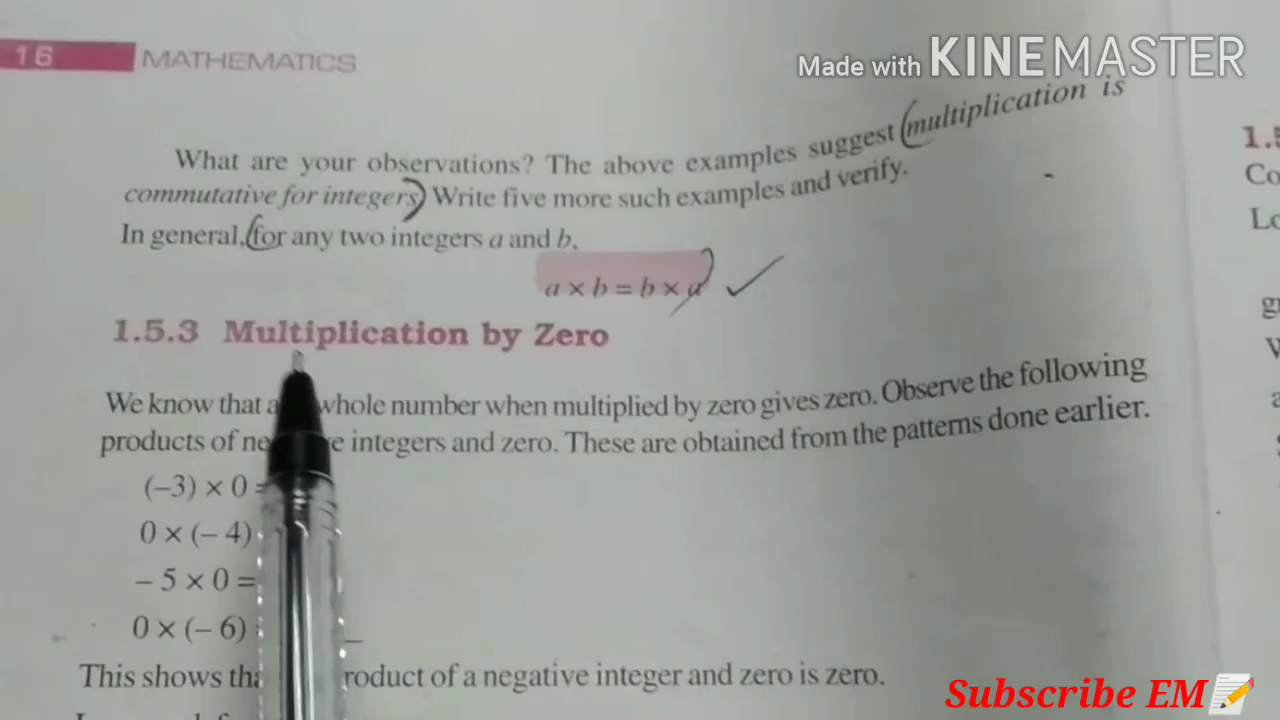 16 MATHEMATICS
Made with KINEMASTER
What are your observations? The above examples suggest multiplication is
commutative for integers. Write five more such examples and verify.
In general, for any two integers a and b,
a × b = b × a
1.5.3 Multiplication by Zero
We know that whole number when multiplied by zero gives zero. Observe the following
products of integers and zero. These are obtained from the patterns done earlier.
(–3) × 0 =
0 × (– 4)
– 5 × 0 =
0 × (– 6)
This shows of a negative integer and zero is zero.
Subscribe EM
1.5
Co